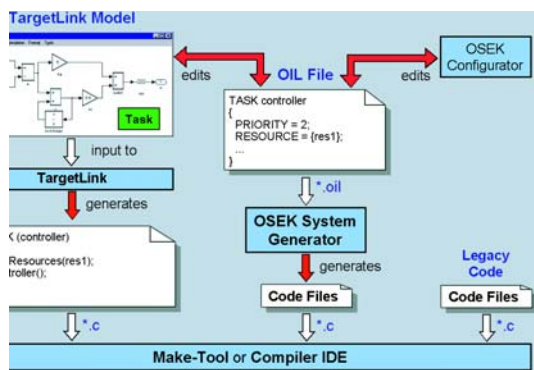 TargetLink Model
Task
edits
OIL File
edits
OSEK
Configurator
TASK controller
{
PRIORITY = 2;
RESOURCE = {res1};
...
}
input to
TargetLink
generates
*.oil
OSEK System
Generator
generates
K (controller)
Resources(res1);
troller();
Code Files
Legacy
Code
Code Files
*.c
*.c
*.c
Make-Tool or Compiler IDE